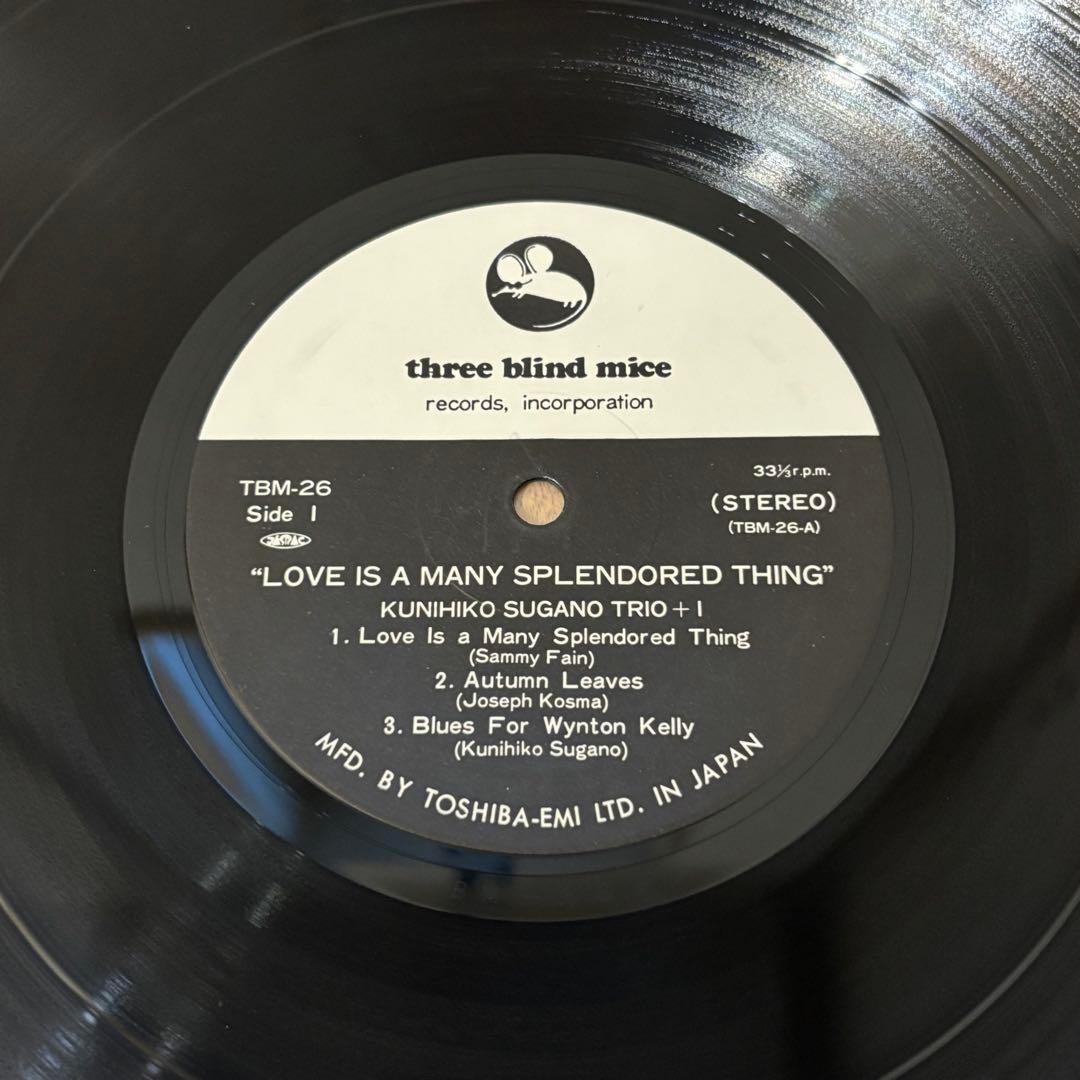 three blind mice
records, incorporation
33⅓ r.p.m.
TBM-26
(STEREO)
Side 1
(TBM-26-A)
JASRAC
“LOVE IS A MANY SPLENDORED THING”
KUNIHIKO SUGANO TRIO + 1
1. Love Is a Many Splendored Thing
(Sammy Fain)
2. Autumn Leaves
(Joseph Kosma)
3. Blues For Wynton Kelly
(Kunihiko Sugano)
MFD. BY TOSHIBA-EMI LTD. IN JAPAN